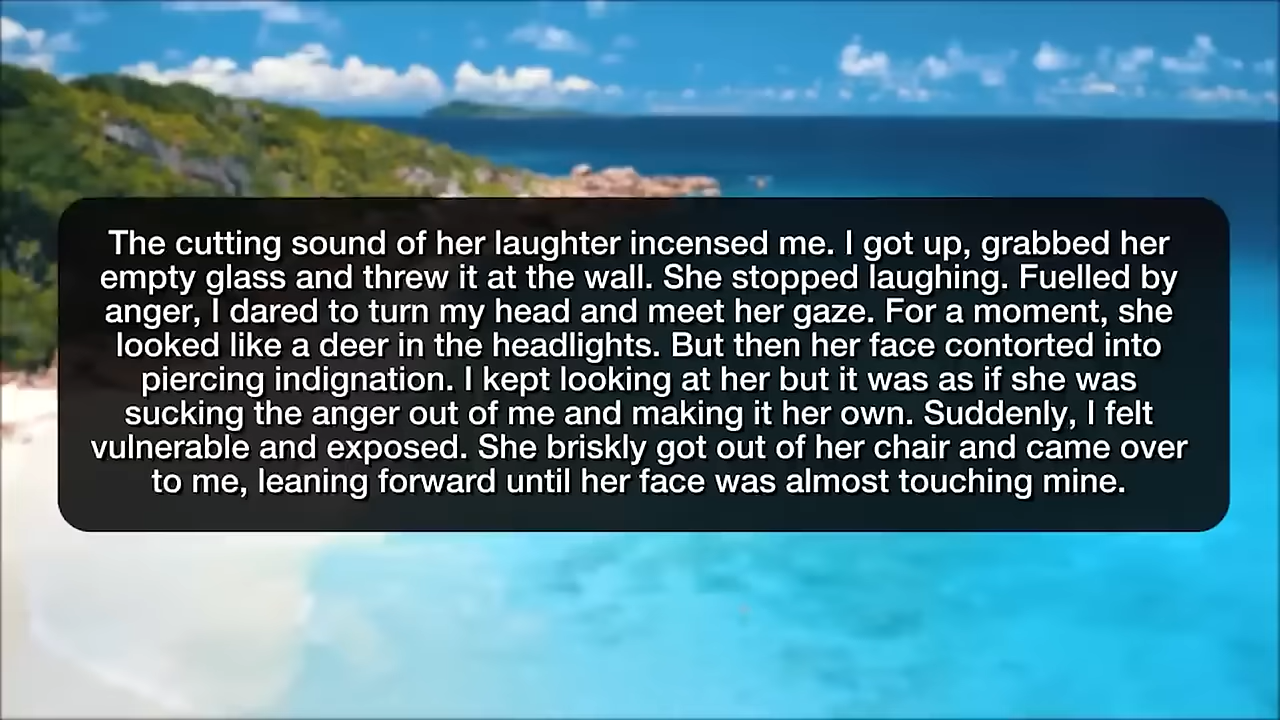 The cutting sound of her laughter incensed me. I got up, grabbed her
empty glass and threw it at the wall. She stopped laughing. Fuelled by
anger, I dared to turn my head and meet her gaze. For a moment, she
looked like a deer in the headlights. But then her face contorted into
piercing indignation. I kept looking at her but it was as if she was
sucking the anger out of me and making it her own. Suddenly, I felt
vulnerable and exposed. She briskly got out of her chair and came over
to me, leaning forward until her face was almost touching mine.